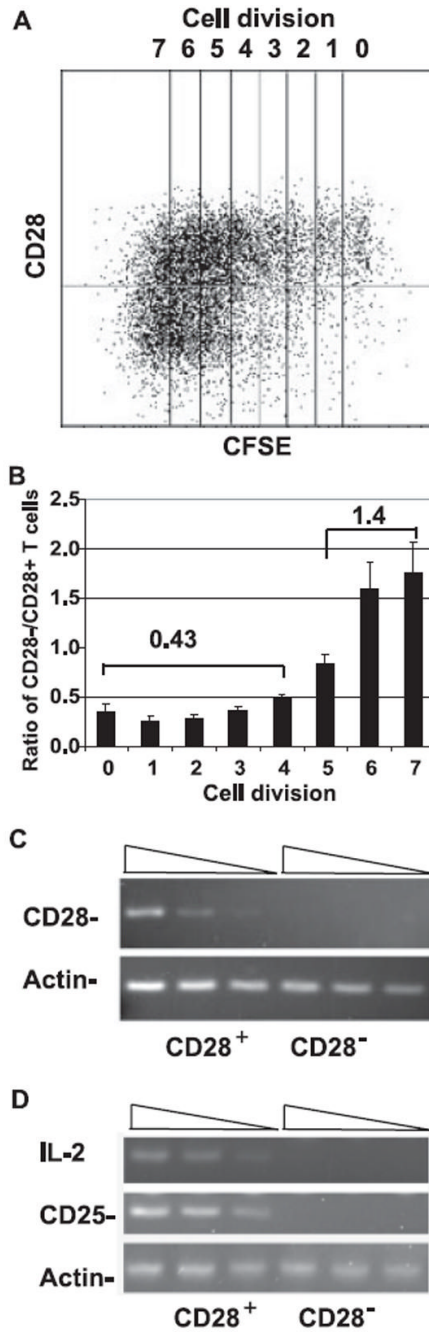 A
Cell division
7 6 5 4 3 2 1 0
CD28
CFSE
B
Ratio of CD28-/CD28+ T cells
2.5
2.0
1.5
1.0
0.5
0.0
0.43
1.4
0 1 2 3 4 5 6 7
Cell division
C
CD28-
Actin-
CD28+ CD28-
D
IL-2
CD25-
Actin-
CD28+ CD28-